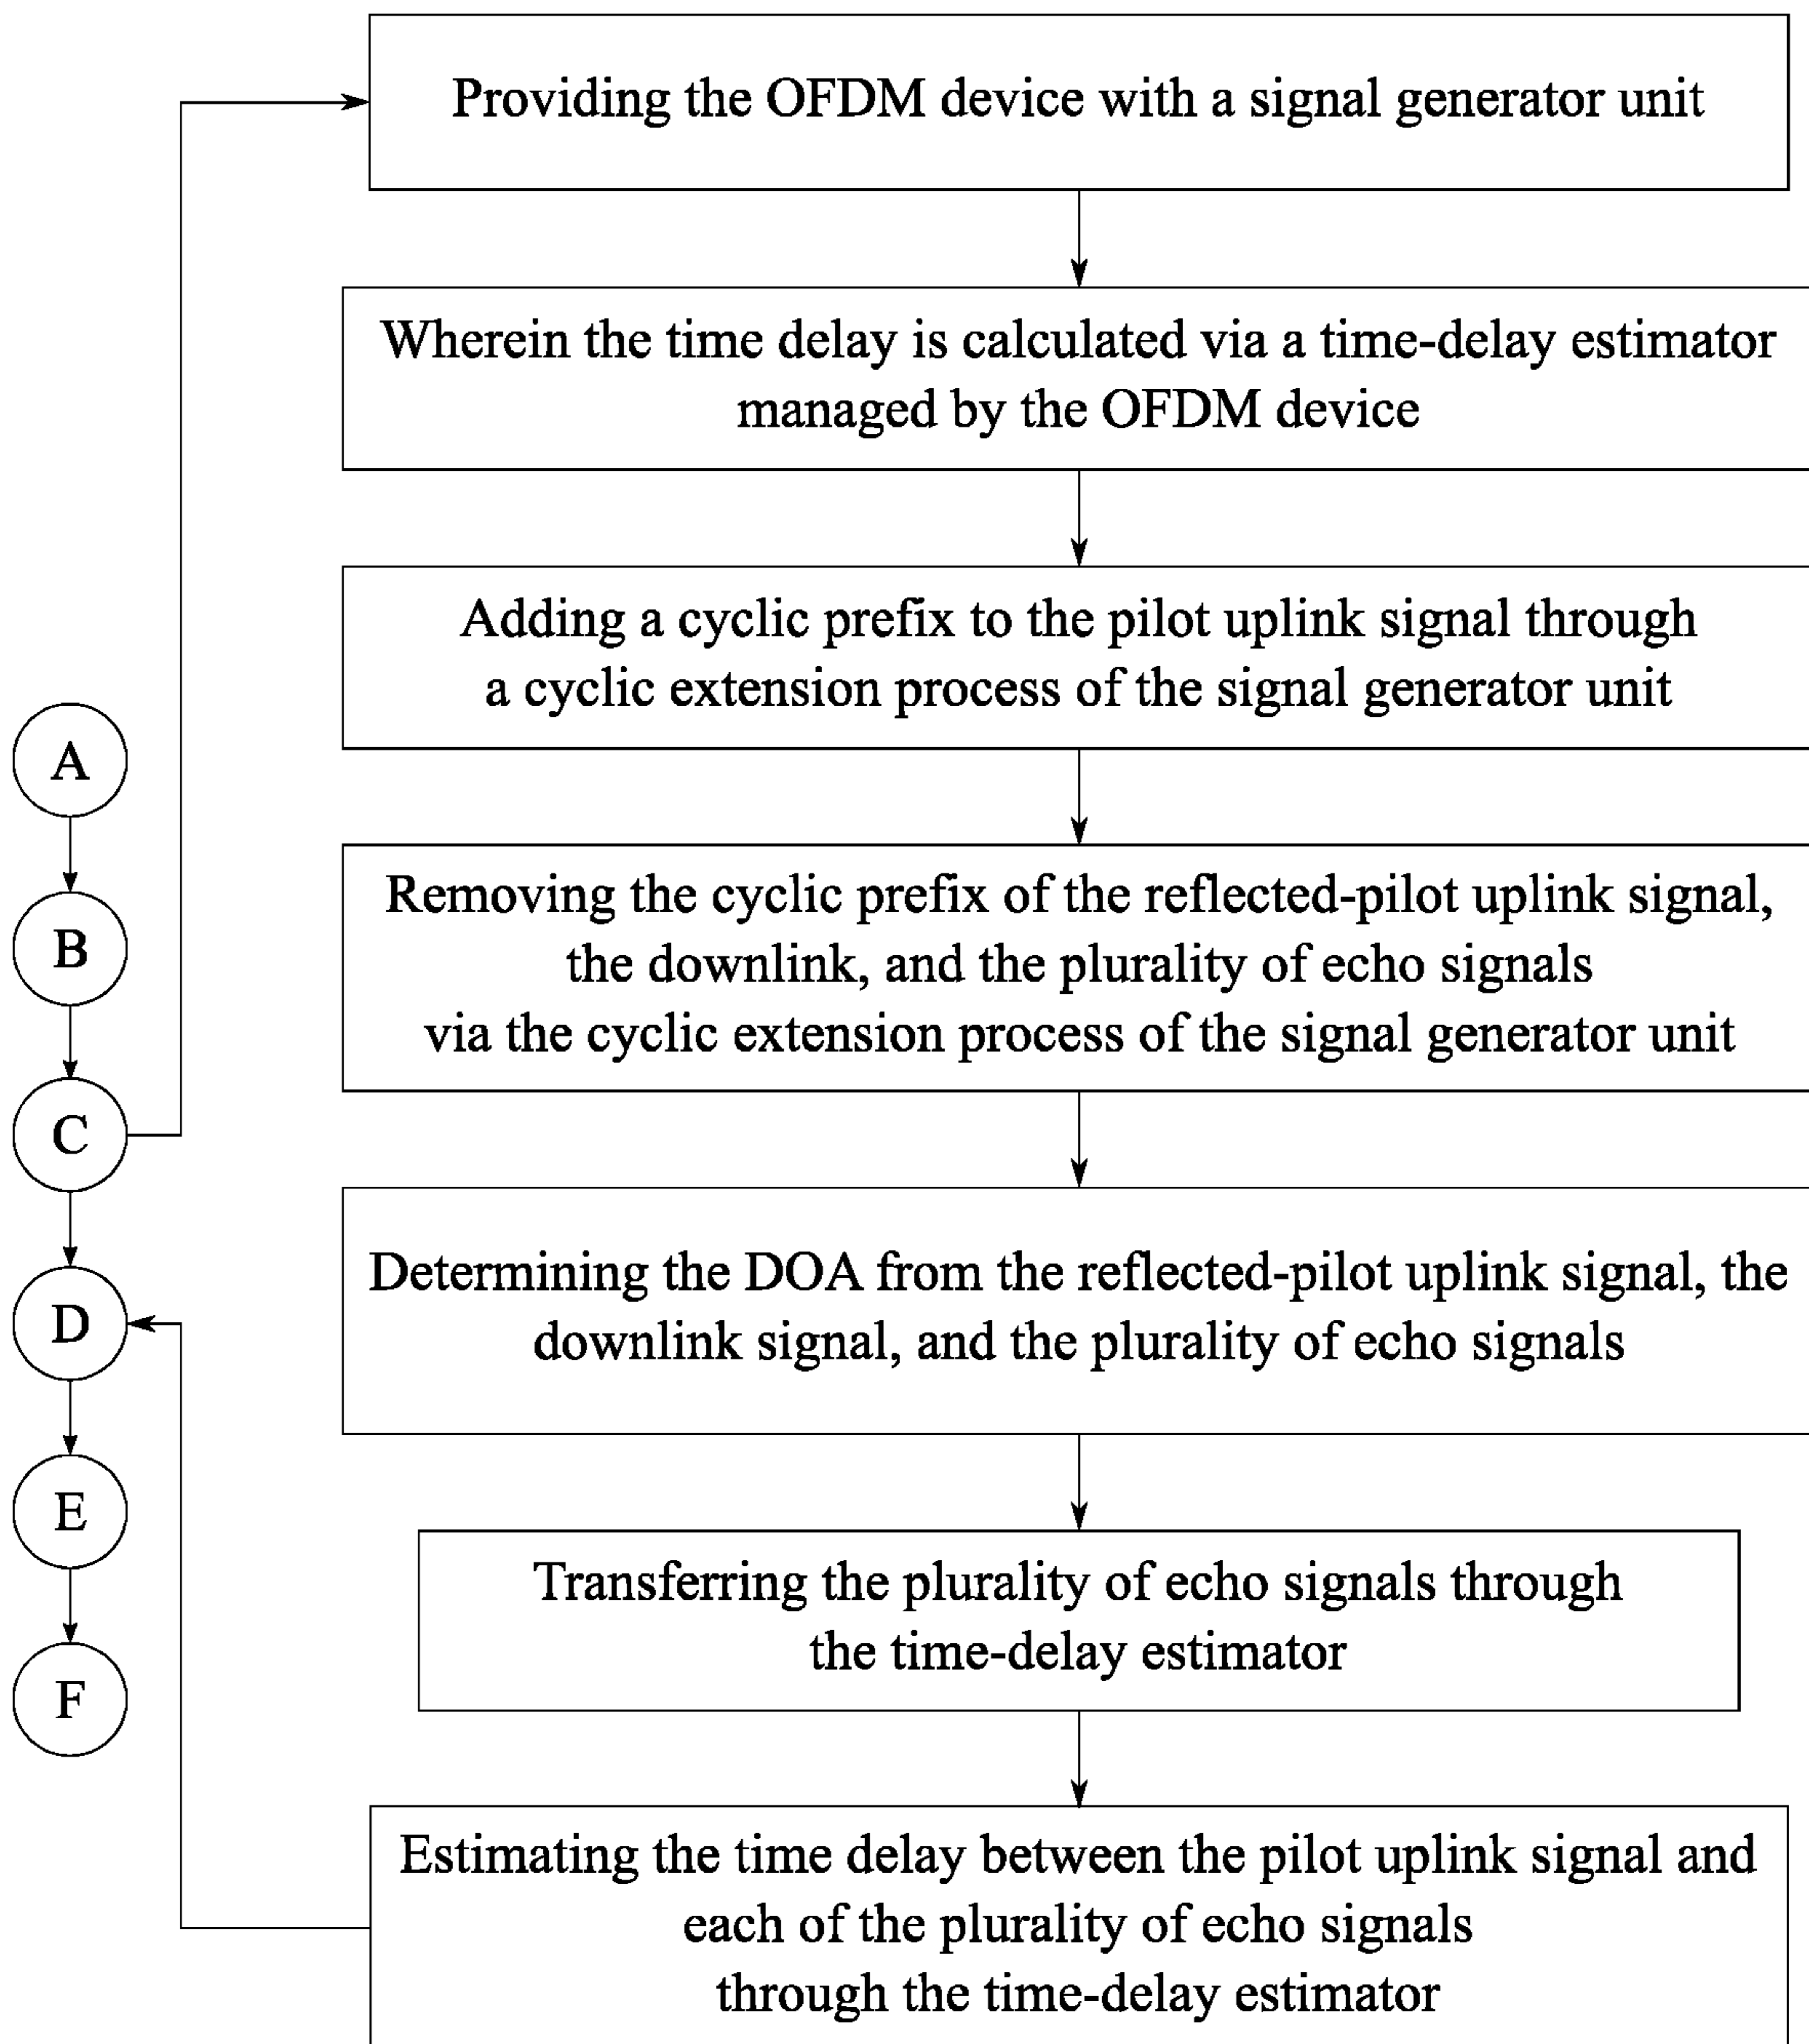 Providing the OFDM device with a signal generator unit
Wherein the time delay is calculated via a time-delay estimator
managed by the OFDM device
Adding a cyclic prefix to the pilot uplink signal through
a cyclic extension process of the signal generator unit
Removing the cyclic prefix of the reflected-pilot uplink signal,
the downlink, and the plurality of echo signals
via the cyclic extension process of the signal generator unit
Determining the DOA from the reflected-pilot uplink signal, the
downlink signal, and the plurality of echo signals
Transferring the plurality of echo signals through
the time-delay estimator
Estimating the time delay between the pilot uplink signal and
each of the plurality of echo signals
through the time-delay estimator
A
B
C
D
E
F